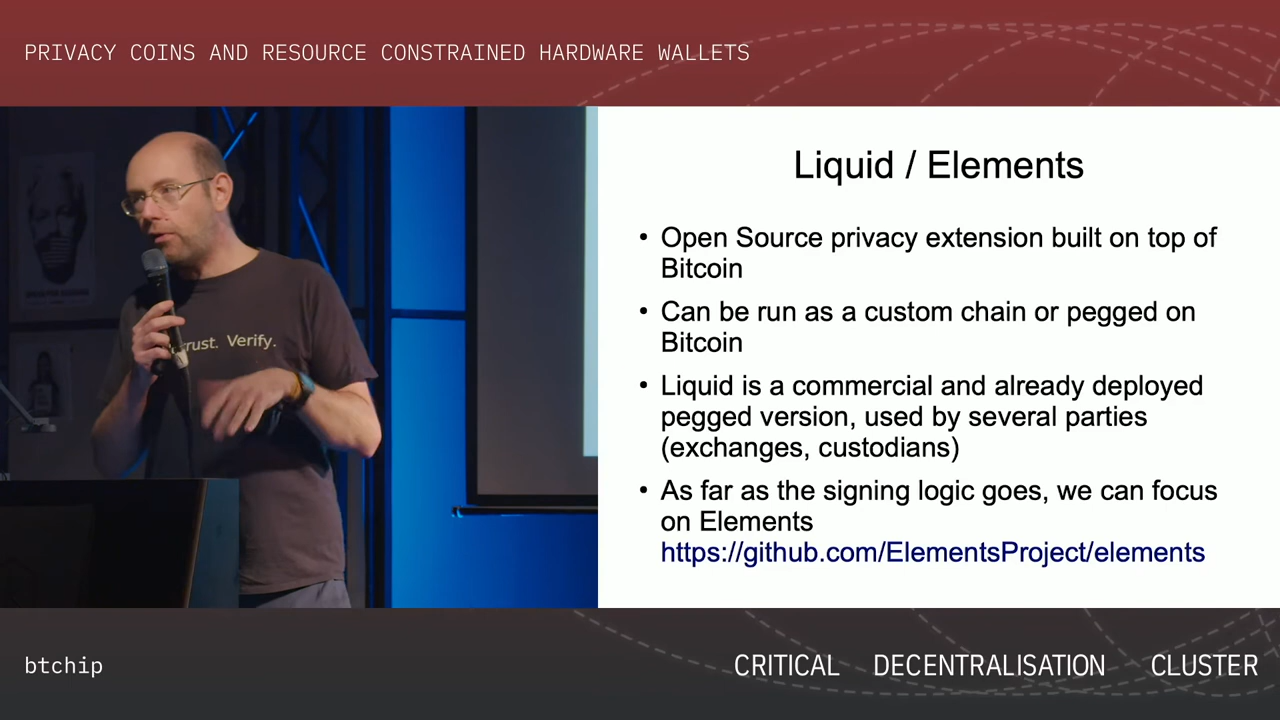 PRIVACY COINS AND RESOURCE CONSTRAINED HARDWARE WALLETS
Liquid / Elements
• Open Source privacy extension built on top of
Bitcoin
• Can be run as a custom chain or pegged on
Bitcoin
• Liquid is a commercial and already deployed
pegged version, used by several parties
(exchanges, custodians)
• As far as the signing logic goes, we can focus
on Elements
https://github.com/ElementsProject/elements
Verify.
btchip
CRITICAL DECENTRALISATION CLUSTER